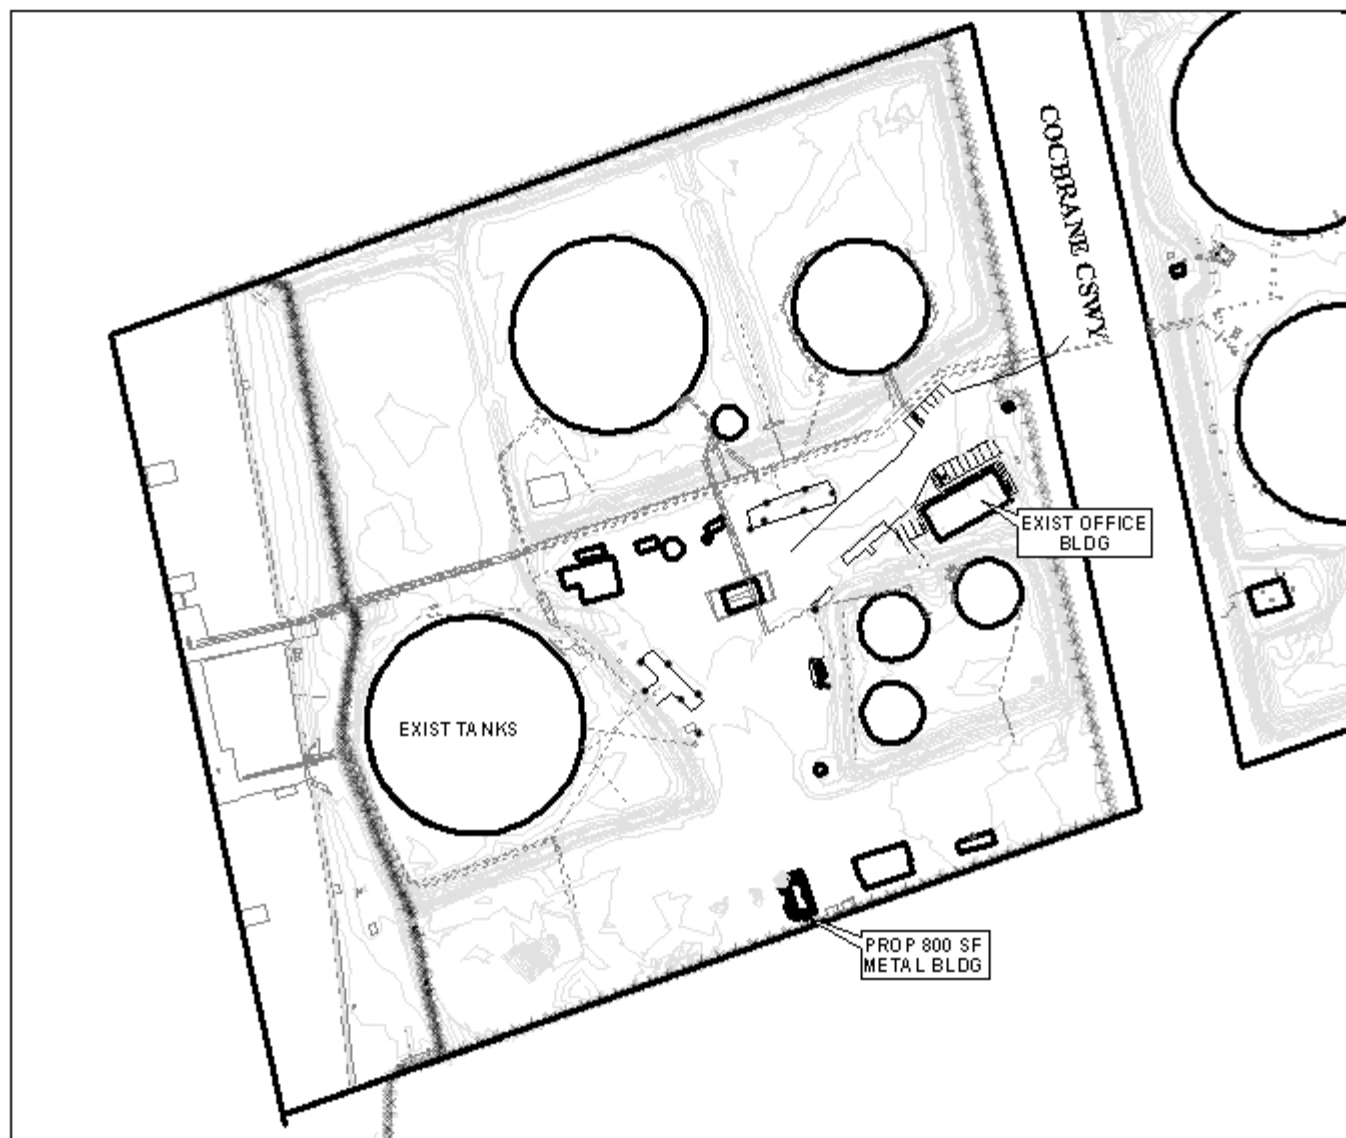 COCHRANE CSWY
EXIST OFFICE
BLDG
EXIST TANKS
PROP 800 SF
METAL BLDG